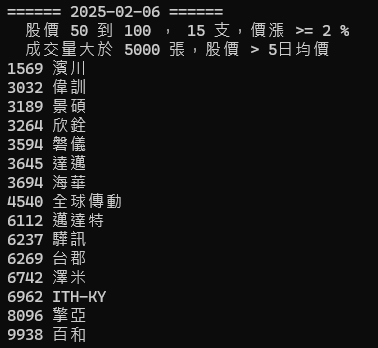 ====== 2025-02-06 ======
股價 50 到 100 ， 15 支，價漲 >= 2 %
成交量大於 5000 張，股價 > 5日均價
1569 濱川
3032 偉訓
3189 景碩
3264 欣銓
3594 磐儀
3645 達邁
3694 海華
4540 全球傳動
6112 邁達特
6237 驊訊
6269 台郡
6742 澤米
6962 ITH-KY
8096 擎亞
9938 百和